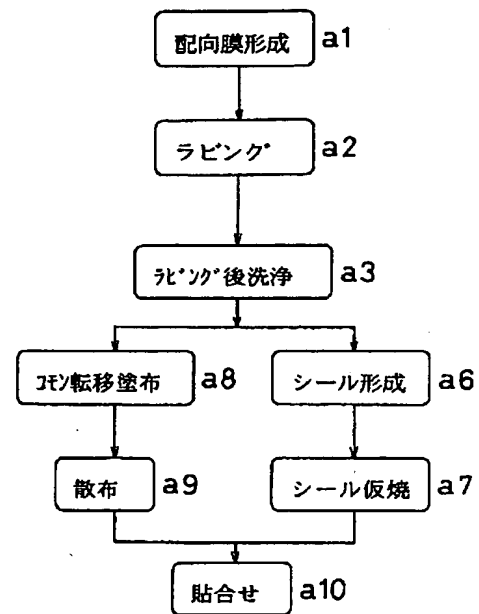 配向膜形成 a1
ラビング a2
ﾗﾋﾞﾝｸﾞ後洗浄 a3
ｺﾓﾝ転移塗布 a8
シール形成 a6
散布 a9
シール仮焼 a7
貼合せ a10